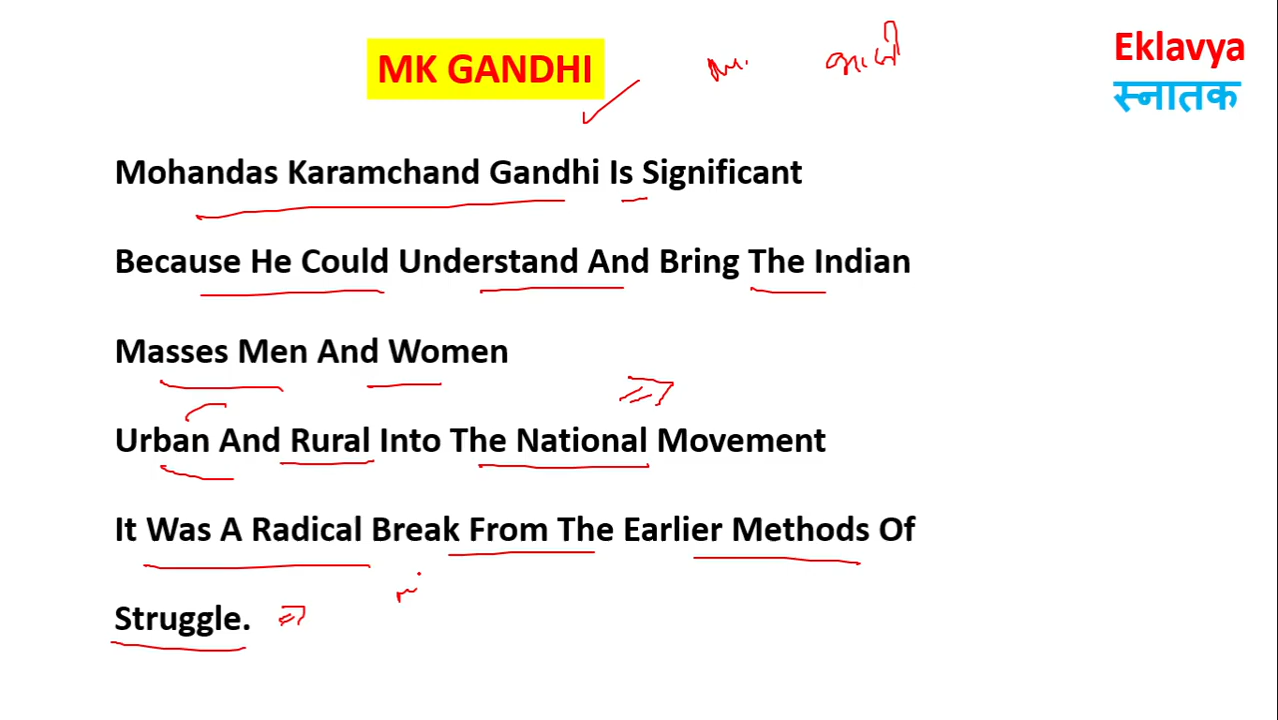 MK GANDHI
Eklavya
स्नातक
Mohandas Karamchand Gandhi Is Significant
Because He Could Understand And Bring The Indian
Masses Men And Women
Urban And Rural Into The National Movement
It Was A Radical Break From The Earlier Methods Of
Struggle.